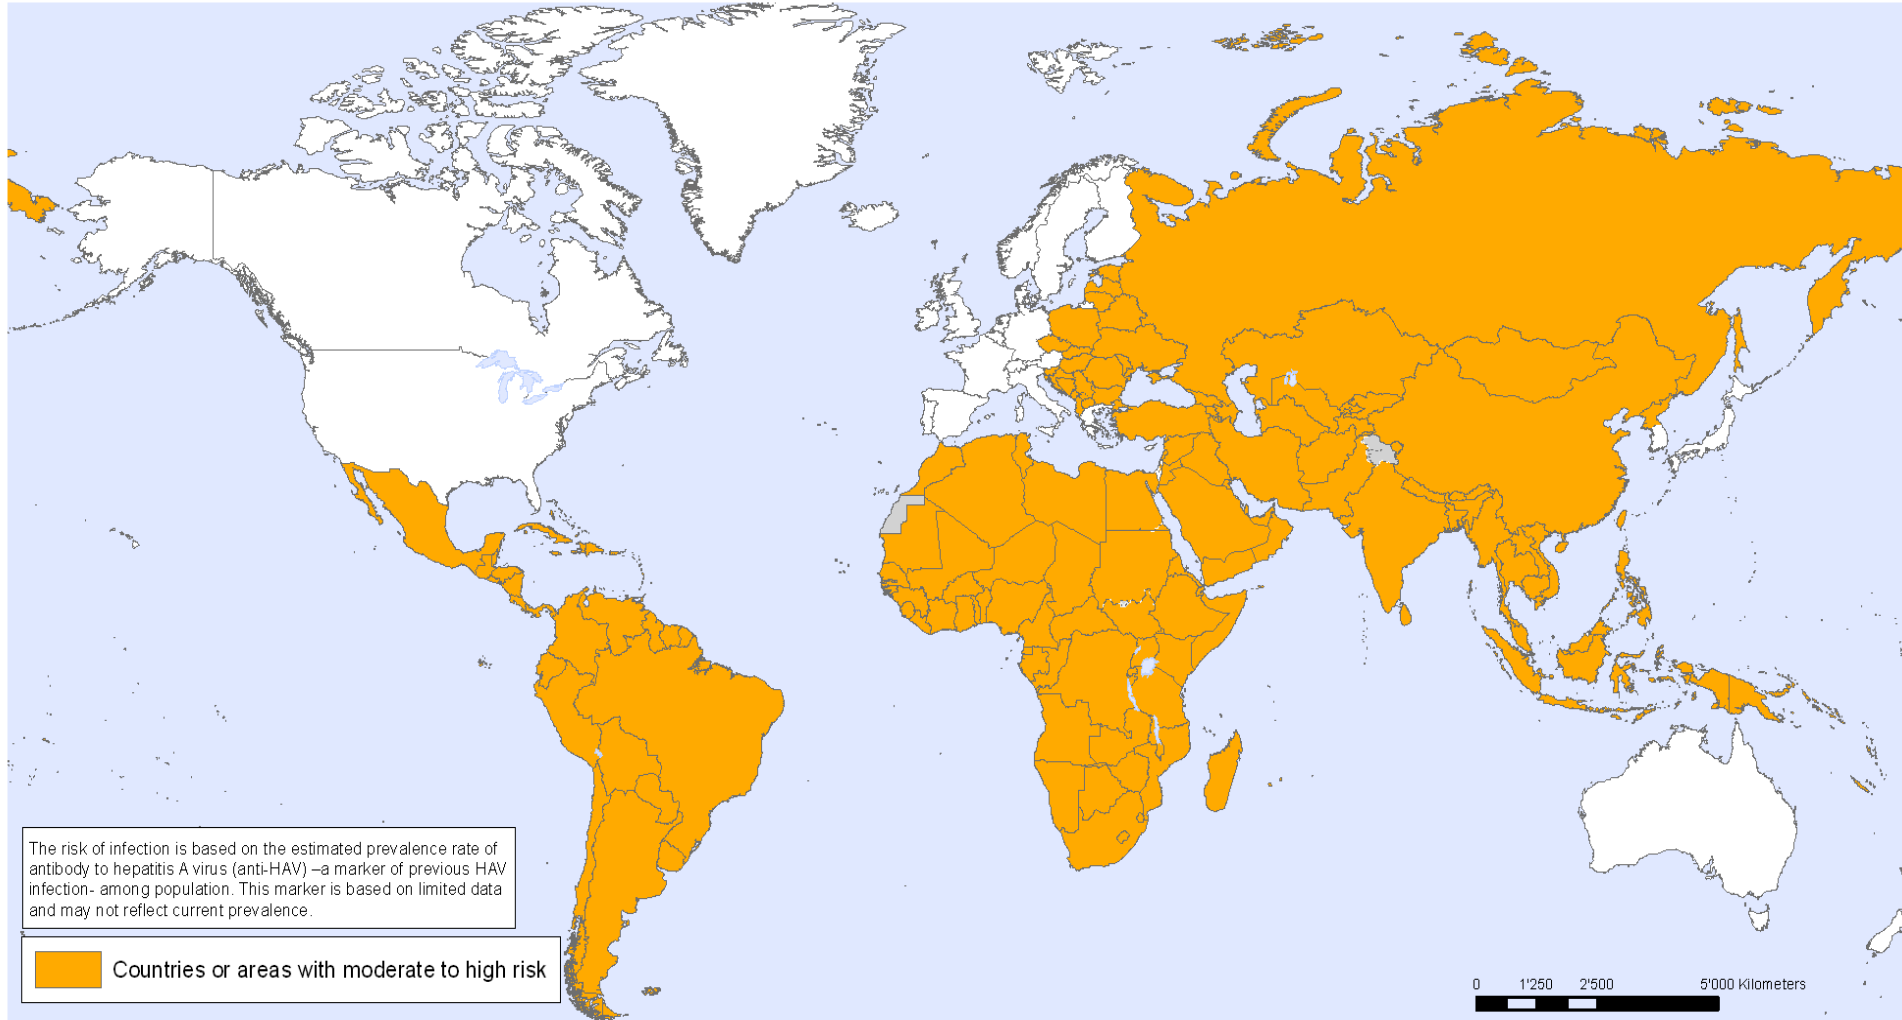 The risk of infection is based on the estimated prevalence rate of
antibody to hepatitis A virus (anti-HAV) –a marker of previous HAV
infection- among population. This marker is based on limited data
and may not reflect current prevalence.
Countries or areas with moderate to high risk
0 1'250 2'500 5'000 Kilometers